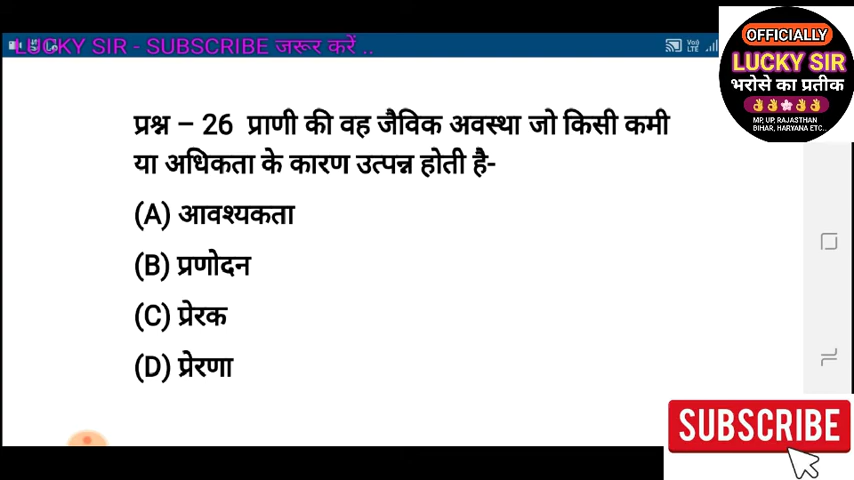 LUCKY SIR - SUBSCRIBE जरूर करें ..
OFFICIALLY
LUCKY SIR
भरोसे का प्रतीक
MP, UP, RAJASTHAN
BIHAR, HARYANA ETC..
प्रश्न – 26 प्राणी की वह जैविक अवस्था जो किसी कमी
या अधिकता के कारण उत्पन्न होती है-
(A) आवश्यकता
(B) प्रणोदन
(C) प्रेरक
(D) प्रेरणा
SUBSCRIBE